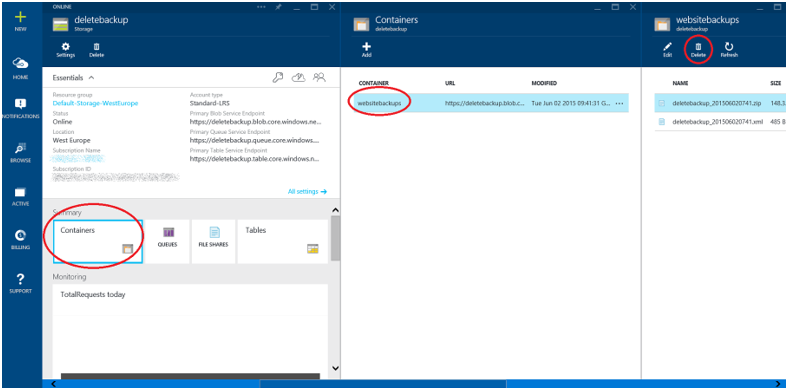 NEW
HOME
NOTIFICATIONS
BROWSE
ACTIVE
BILLING
SUPPORT
ONLINE
deletebackup
Storage
Settings
Delete
Essentials
Resource group
Default-Storage-WestEurope
Status
Online
Location
West Europe
Subscription Name
Subscription ID
Account type
Standard-LRS
Primary Blob Service Endpoint
https://deletebackup.blob.core.windows.ne...
Primary Queue Service Endpoint
https://deletebackup.queue.core.windows....
Primary Table Service Endpoint
https://deletebackup.table.core.windows.n...
All settings →
Summary
Containers
QUEUES
FILE SHARES
Tables
Monitoring
TotalRequests today
Containers
deletebackup
Add
CONTAINER URL MODIFIED
websitebackups https://deletebackup.blob.c... Tue Jun 02 2015 09:41:31 G... ...
websitebackups
deletebackup
Edit
Delete
Refresh
NAME SIZE
deletebackup_201506020741.zip 148.3
deletebackup_201506020741.xml 485 B